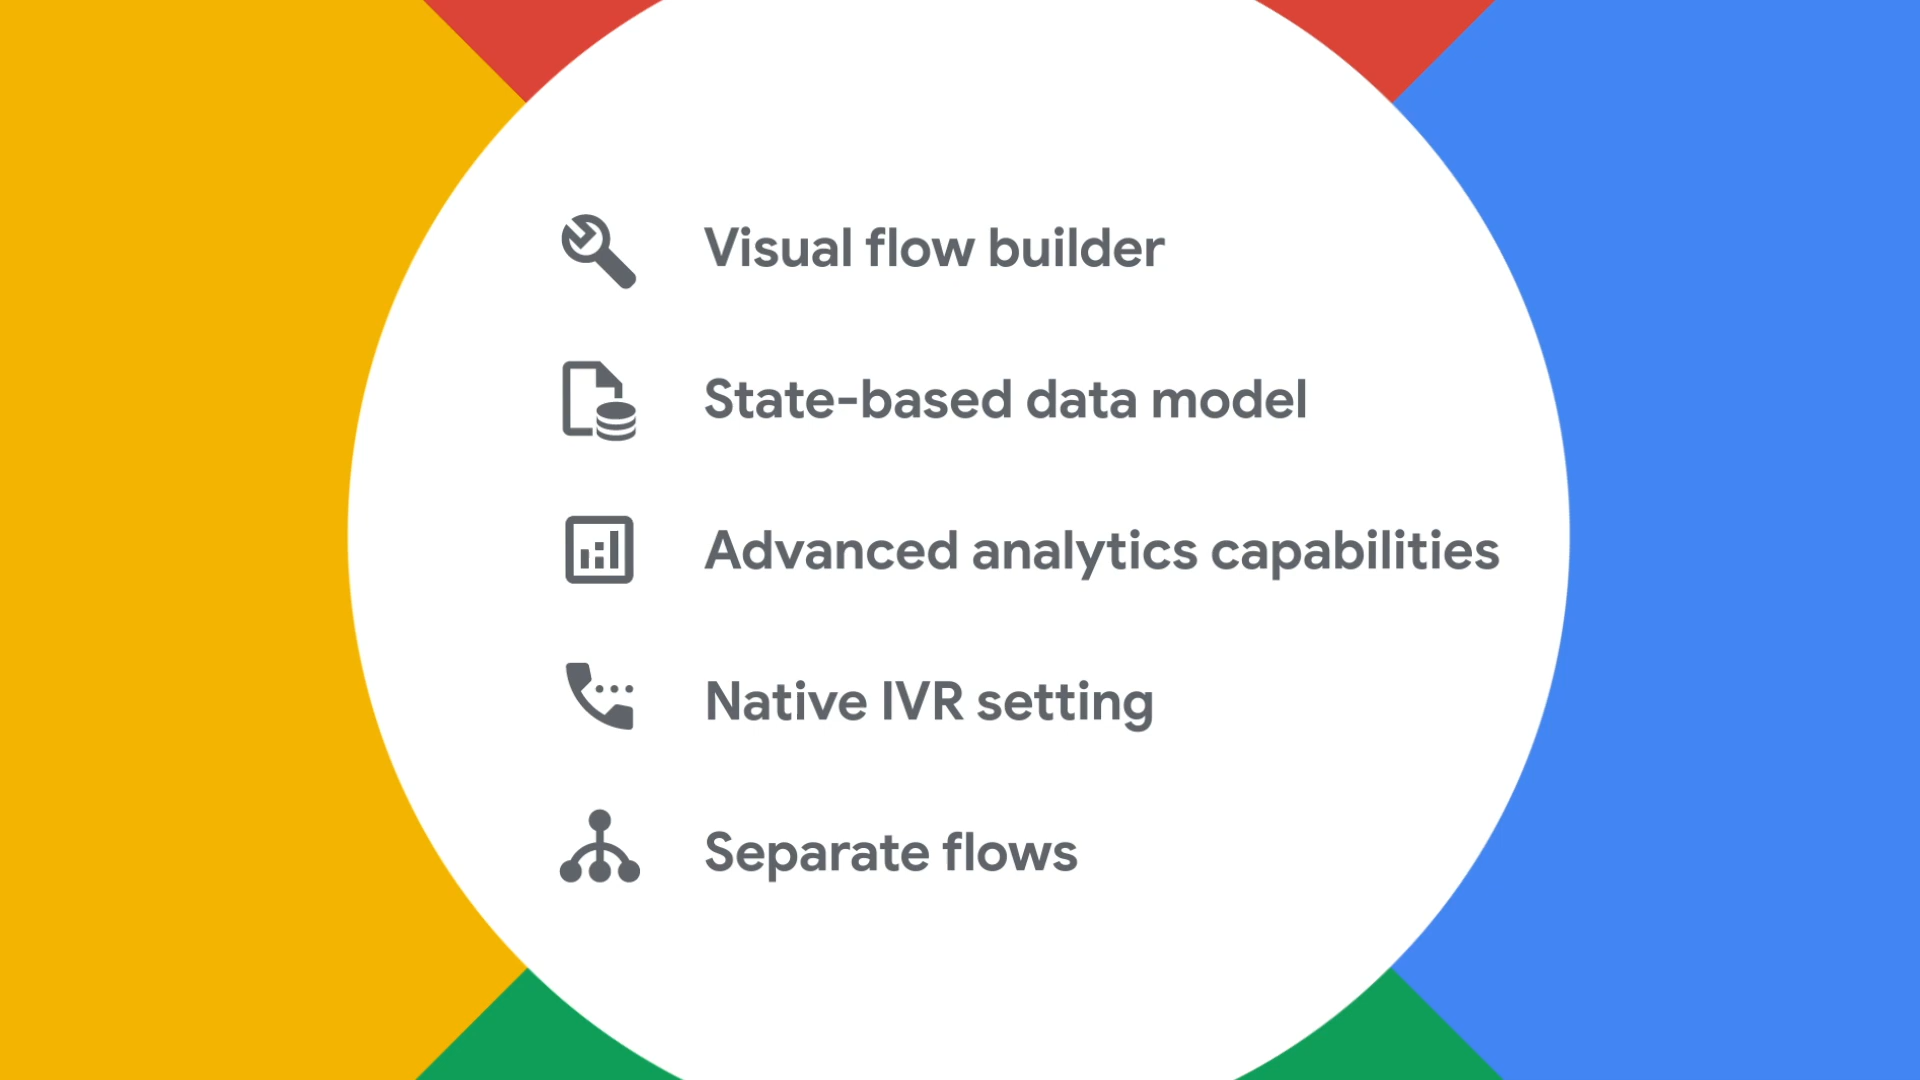 Visual flow builder
State-based data model
Advanced analytics capabilities
Native IVR setting
Separate flows